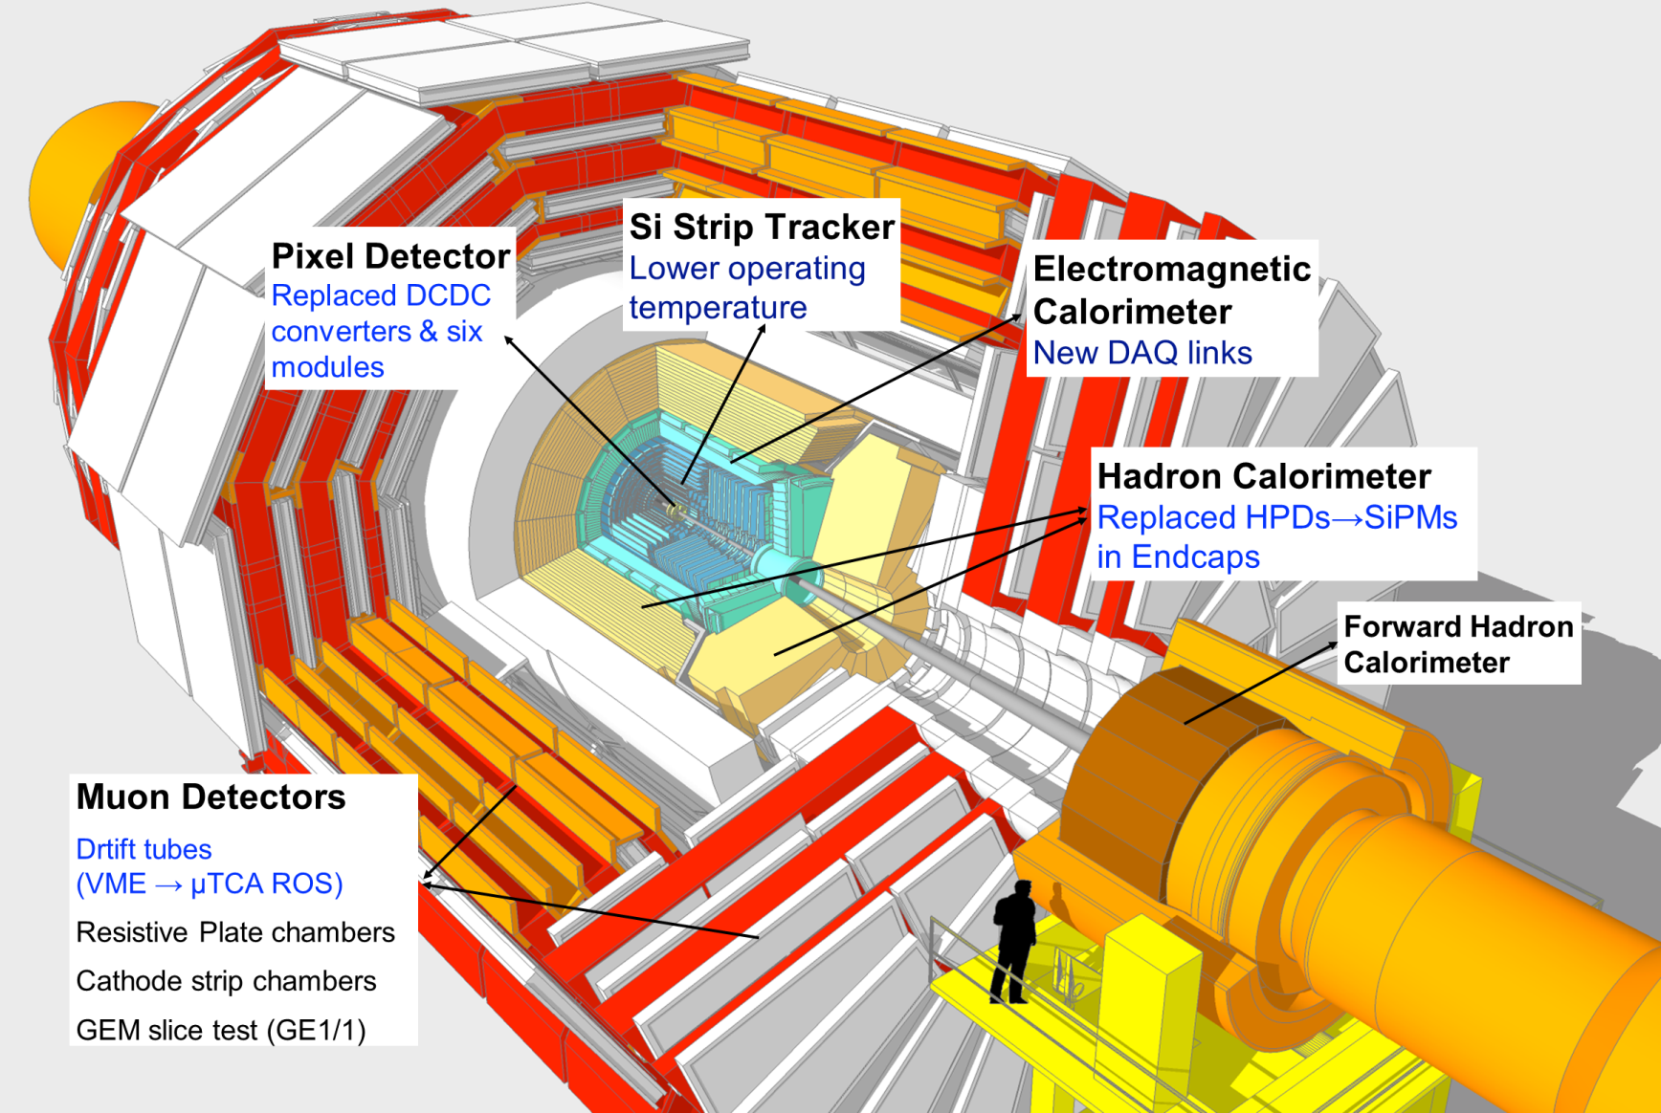 Pixel Detector
Replaced DCDC
converters & six
modules
Si Strip Tracker
Lower operating
temperature
Electromagnetic
Calorimeter
New DAQ links
Hadron Calorimeter
Replaced HPDs→SiPMs
in Endcaps
Forward Hadron
Calorimeter
Muon Detectors
Drtift tubes
(VME → µTCA ROS)
Resistive Plate chambers
Cathode strip chambers
GEM slice test (GE1/1)